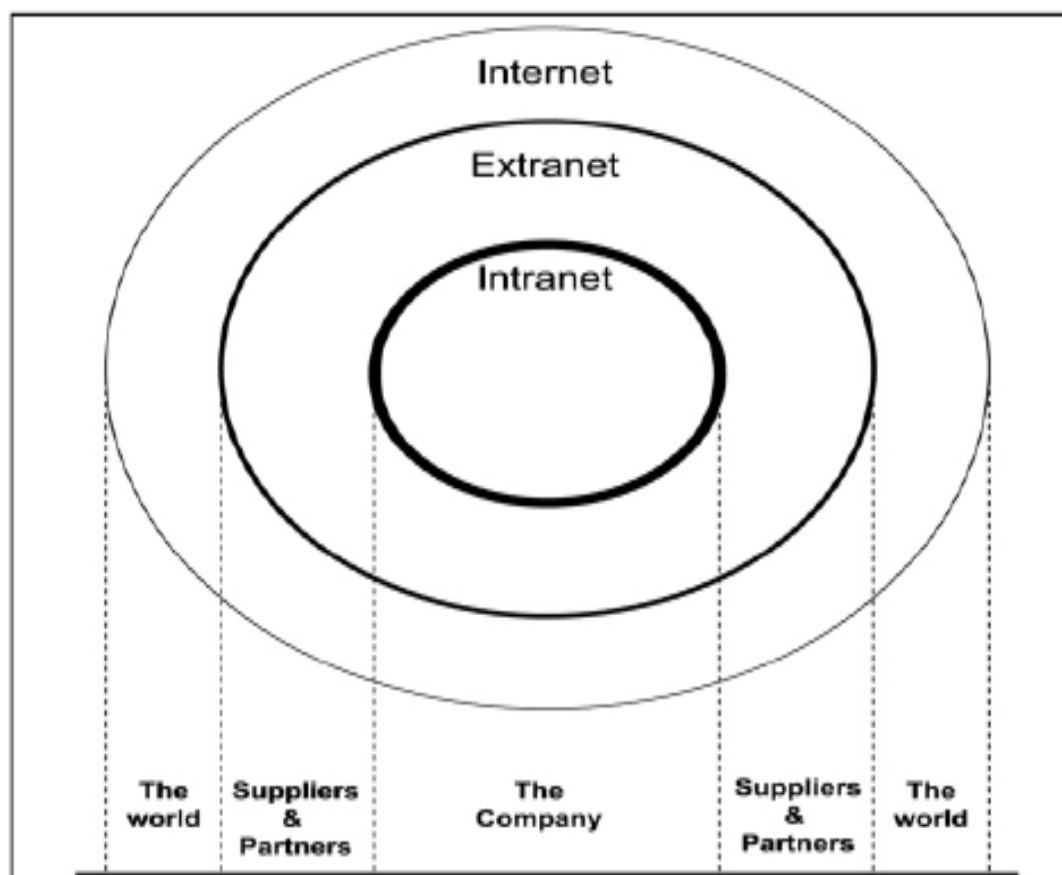 Internet
Extranet
Intranet
The
world
Suppliers
&
Partners
The
Company
Suppliers
&
Partners
The
world